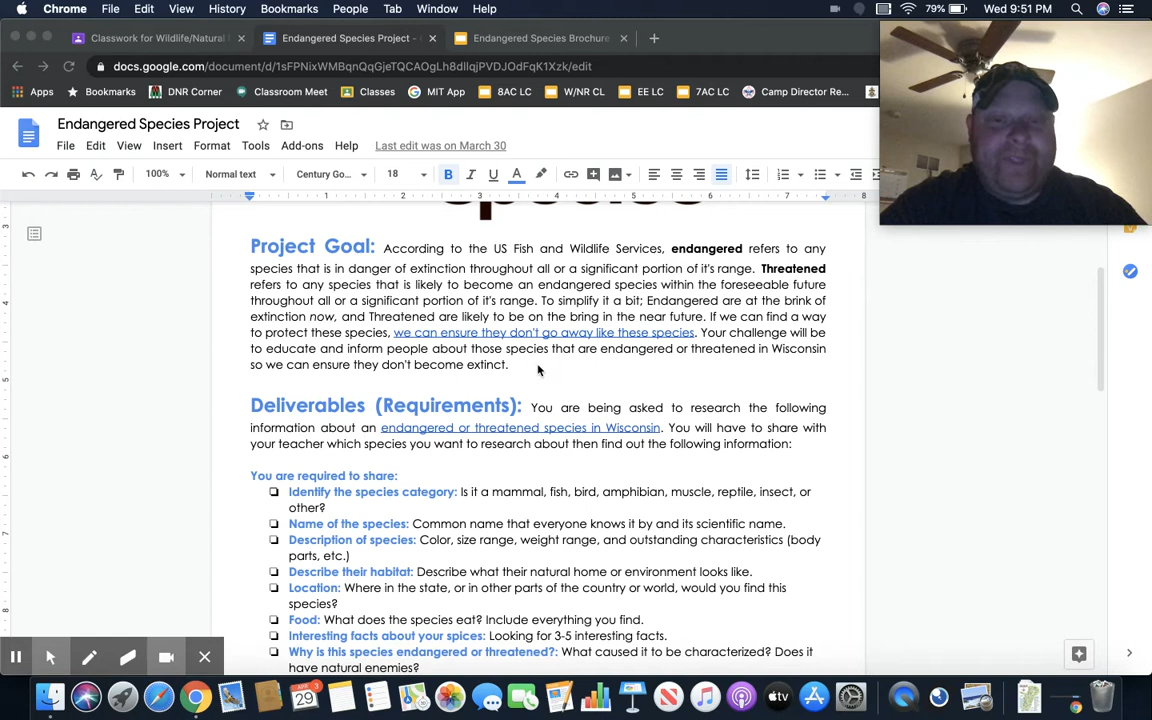 Chrome File Edit View History Bookmarks People Tab Window Help 79% Wed 9:51 PM
Classwork for Wildlife/Natural Endangered Species Project - Endangered Species Brochure
docs.google.com/document/d/1sFPNixWMBqnQqGjeTQCAOgLh8dIlqjPVDJOdFqK1Xzk/edit
Apps Bookmarks DNR Corner Classroom Meet Classes MIT App 8AC LC W/NR CL EE LC 7AC LC Camp Director Re...
Endangered Species Project
File Edit View Insert Format Tools Add-ons Help Last edit was on March 30
100% Normal text Century Go... 18 B I U A
1 2 3 4 5 6 7 8
Project Goal: According to the US Fish and Wildlife Services, endangered refers to any
species that is in danger of extinction throughout all or a significant portion of it's range. Threatened
refers to any species that is likely to become an endangered species within the foreseeable future
throughout all or a significant portion of it's range. To simplify it a bit; Endangered are at the brink of
extinction now, and Threatened are likely to be on the bring in the near future. If we can find a way
to protect these species, we can ensure they don't go away like these species. Your challenge will be
to educate and inform people about those species that are endangered or threatened in Wisconsin
so we can ensure they don't become extinct.
Deliverables (Requirements): You are being asked to research the following
information about an endangered or threatened species in Wisconsin. You will have to share with
your teacher which species you want to research about then find out the following information:
You are required to share:
Identify the species category: Is it a mammal, fish, bird, amphibian, muscle, reptile, insect, or
other?
Name of the species: Common name that everyone knows it by and its scientific name.
Description of species: Color, size range, weight range, and outstanding characteristics (body
parts, etc.)
Describe their habitat: Describe what their natural home or environment looks like.
Location: Where in the state, or in other parts of the country or world, would you find this
species?
Food: What does the species eat? Include everything you find.
Interesting facts about your spices: Looking for 3-5 interesting facts.
Why is this species endangered or threatened?: What caused it to be characterized? Does it
have natural enemies?